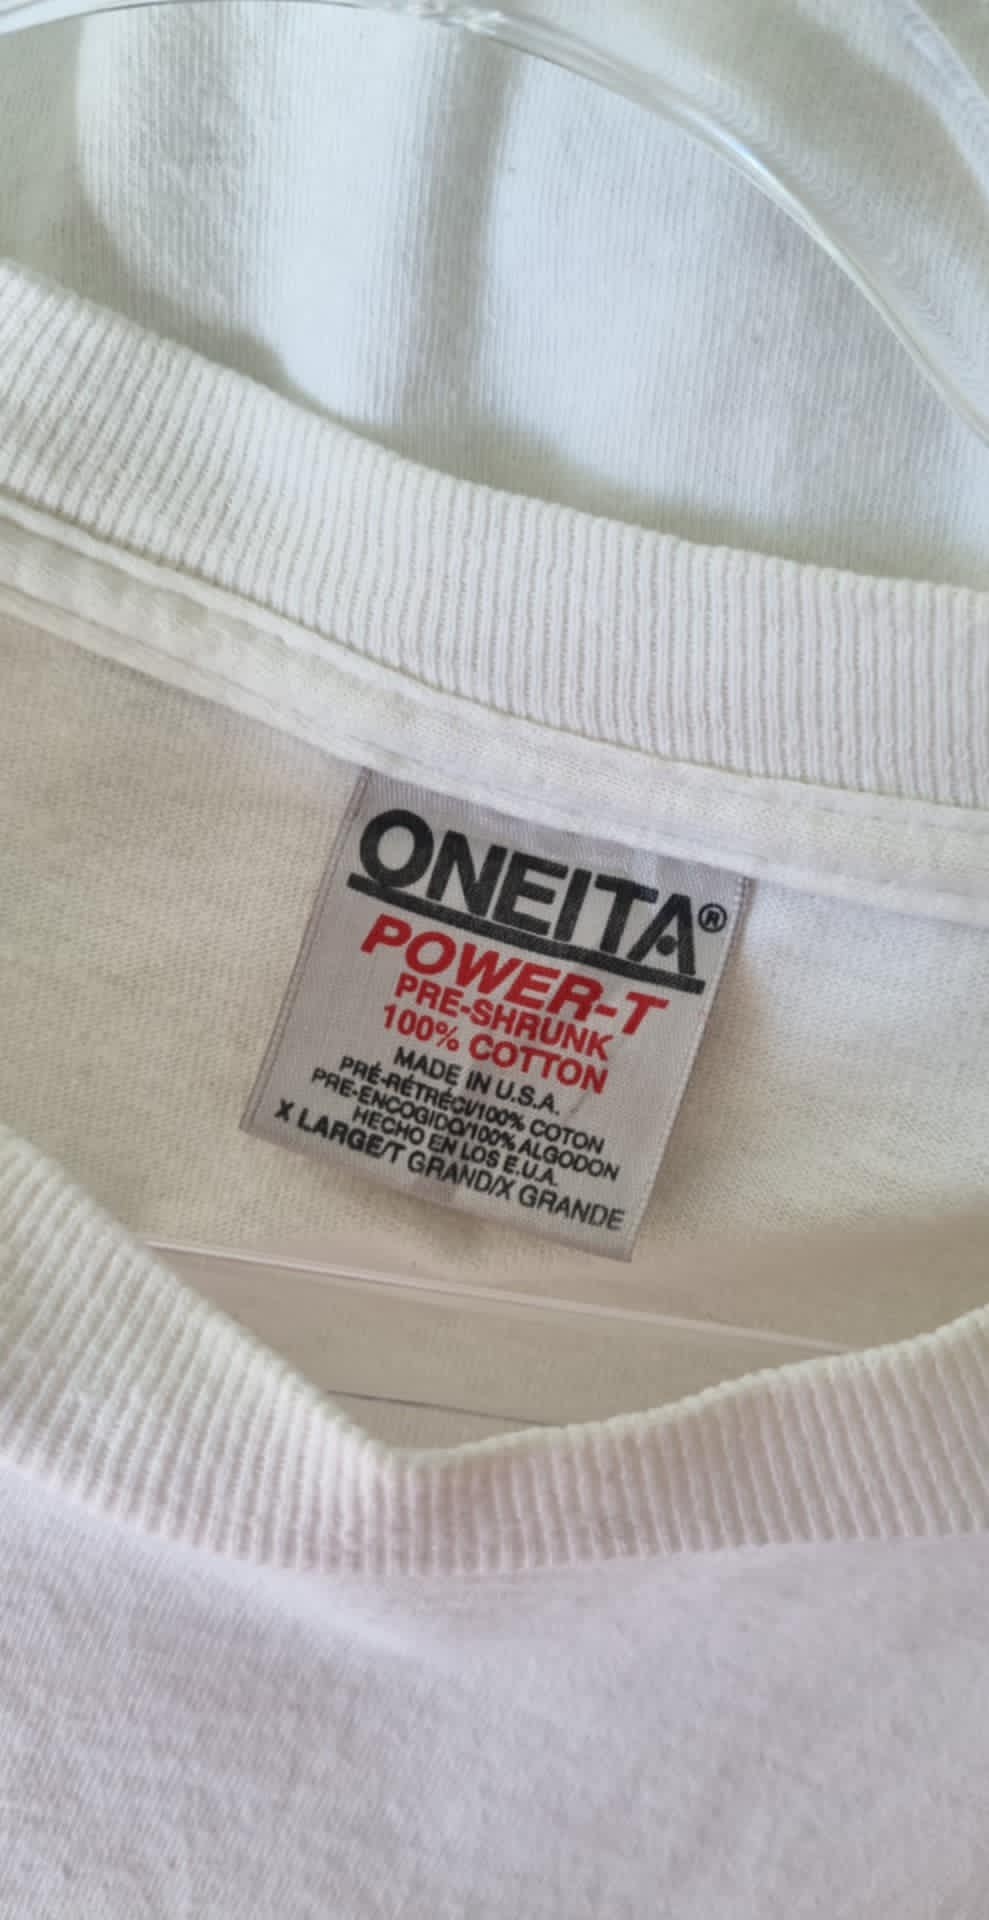 ONEITA®
POWER-T
PRE-SHRUNK
100% COTTON
MADE IN U.S.A.
PRÉ-RÉTRÉCI/100% COTON
PRE-ENCOGIDO/100% ALGODON
HECHO EN LOS E.U.A.
X LARGE/T GRAND/X GRANDE